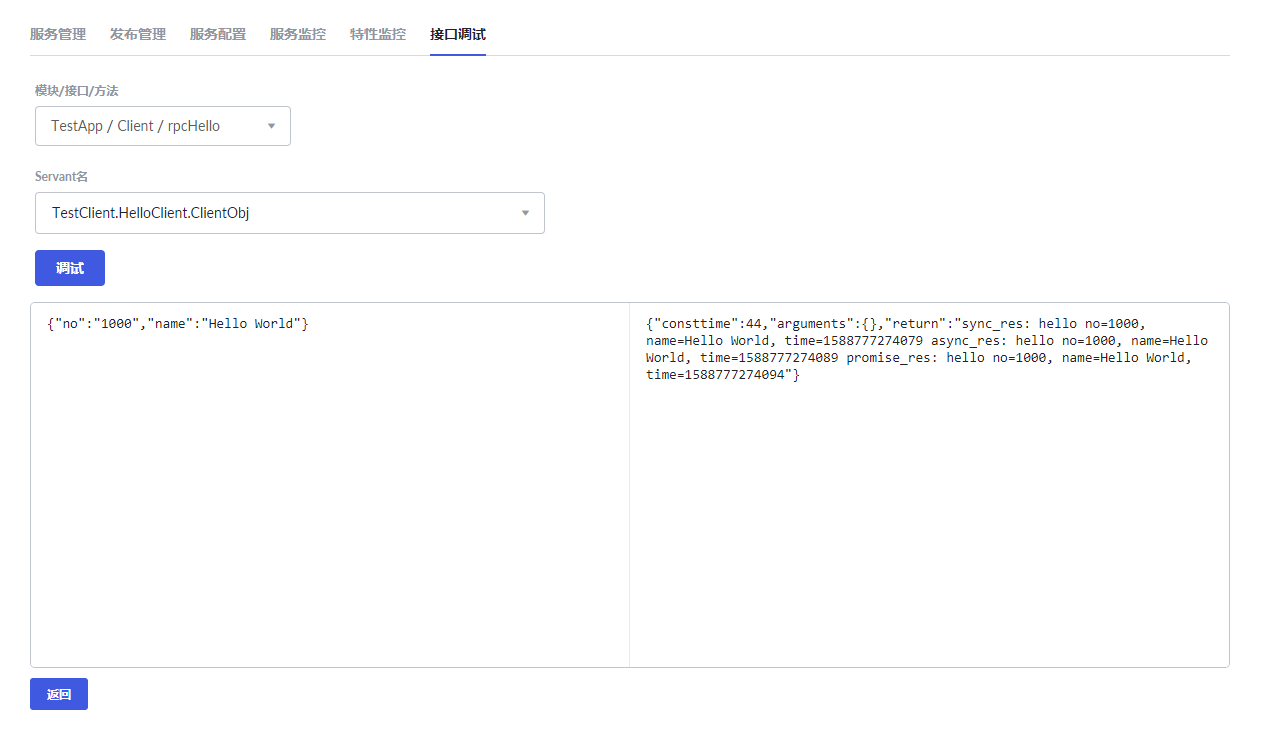 服务管理 发布管理 服务配置 服务监控 特性监控 接口调试
模块/接口/方法
TestApp / Client / rpcHello
Servant名
TestClient.HelloClient.ClientObj
调试
{"no":"1000","name":"Hello World"}
{"consttime":44,"arguments":{},"return":"sync_res: hello no=1000,
name=Hello World, time=1588777274079 async_res: hello no=1000, name=Hello
World, time=1588777274089 promise_res: hello no=1000, name=Hello World,
time=1588777274094"}
返回